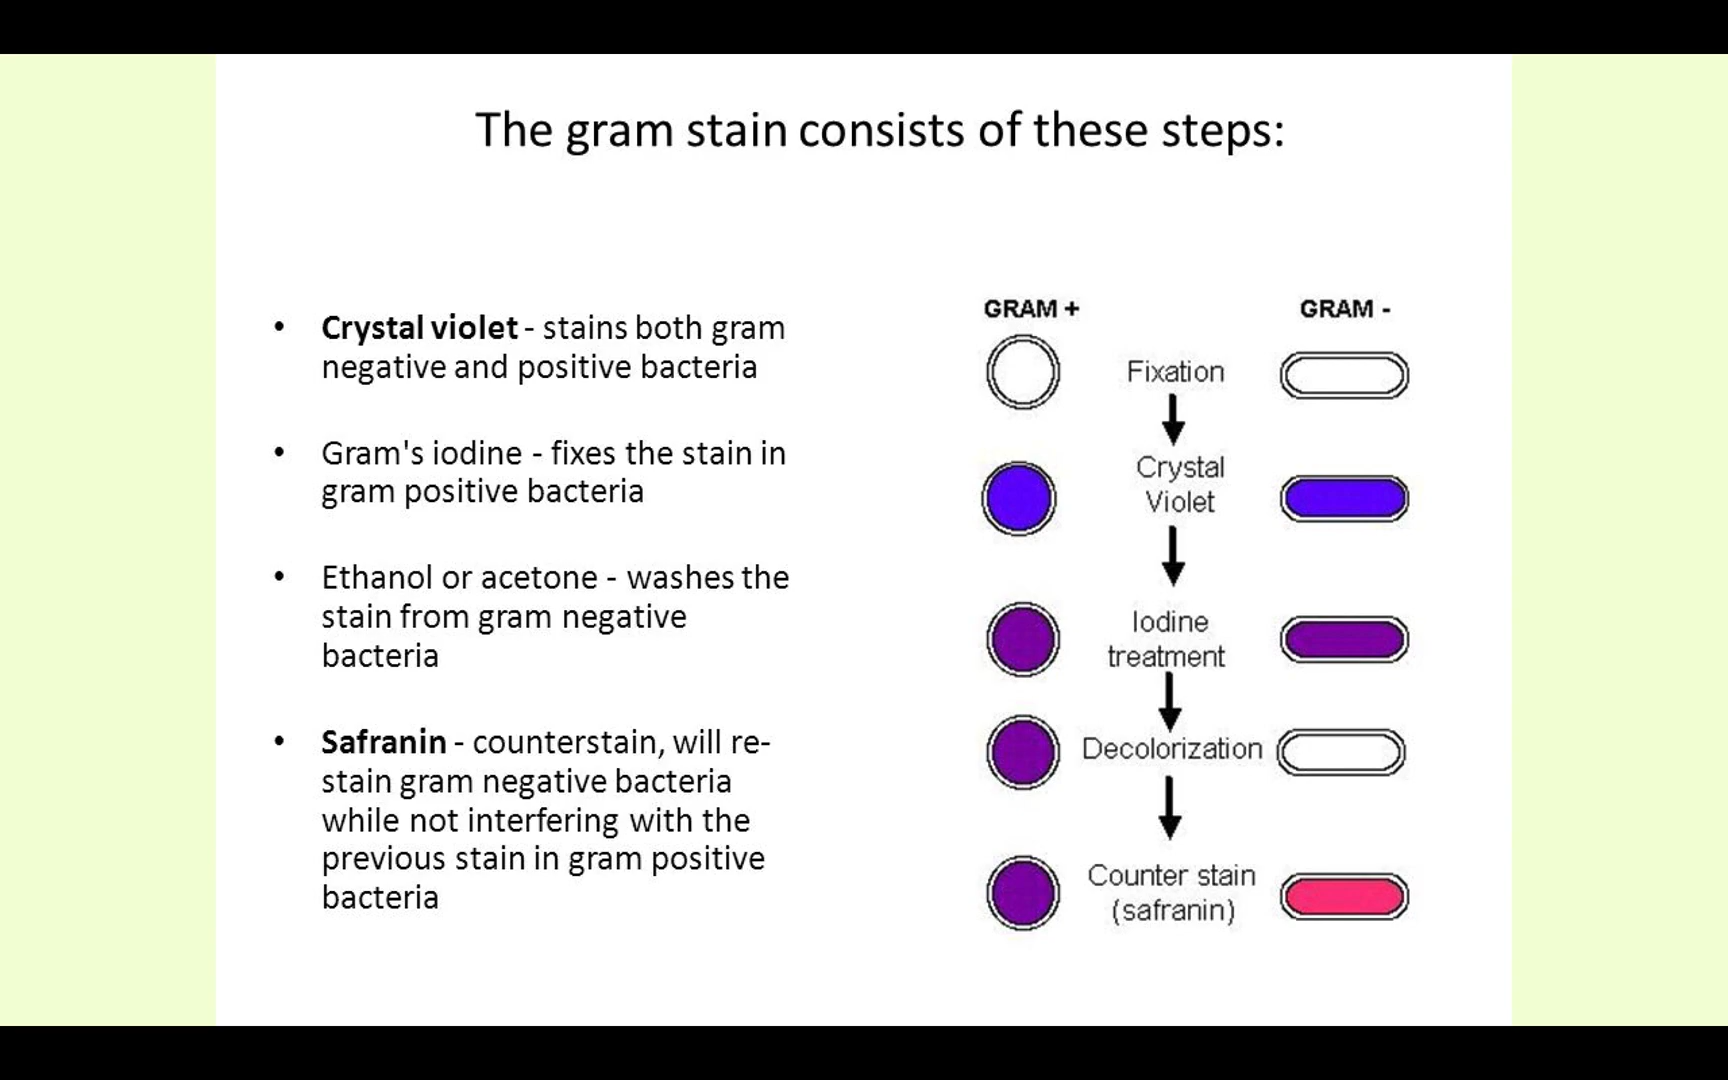 The gram stain consists of these steps:
• Crystal violet - stains both gram
negative and positive bacteria
• Gram's iodine - fixes the stain in
gram positive bacteria
• Ethanol or acetone - washes the
stain from gram negative
bacteria
• Safranin - counterstain, will re-
stain gram negative bacteria
while not interfering with the
previous stain in gram positive
bacteria
GRAM + GRAM -
Fixation
Crystal
Violet
Iodine
treatment
Decolorization
Counter stain
(safranin)